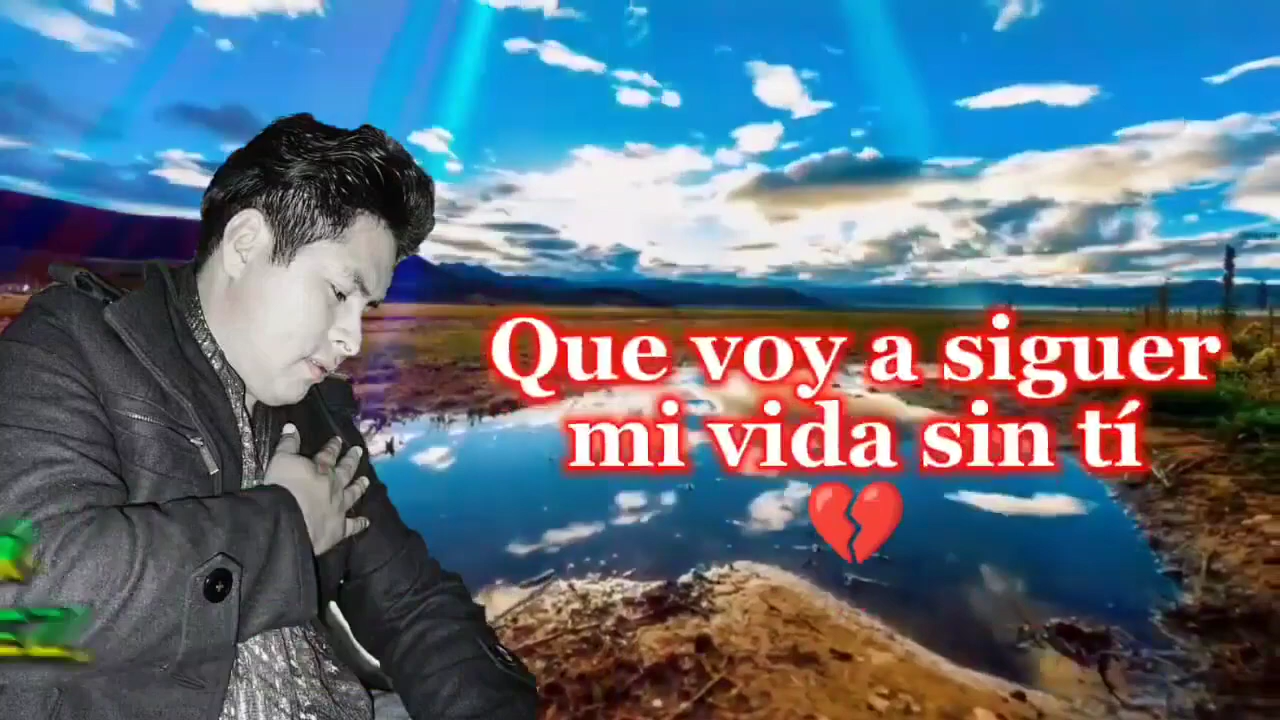 Que voy a siguer
mi vida sin tí
💔